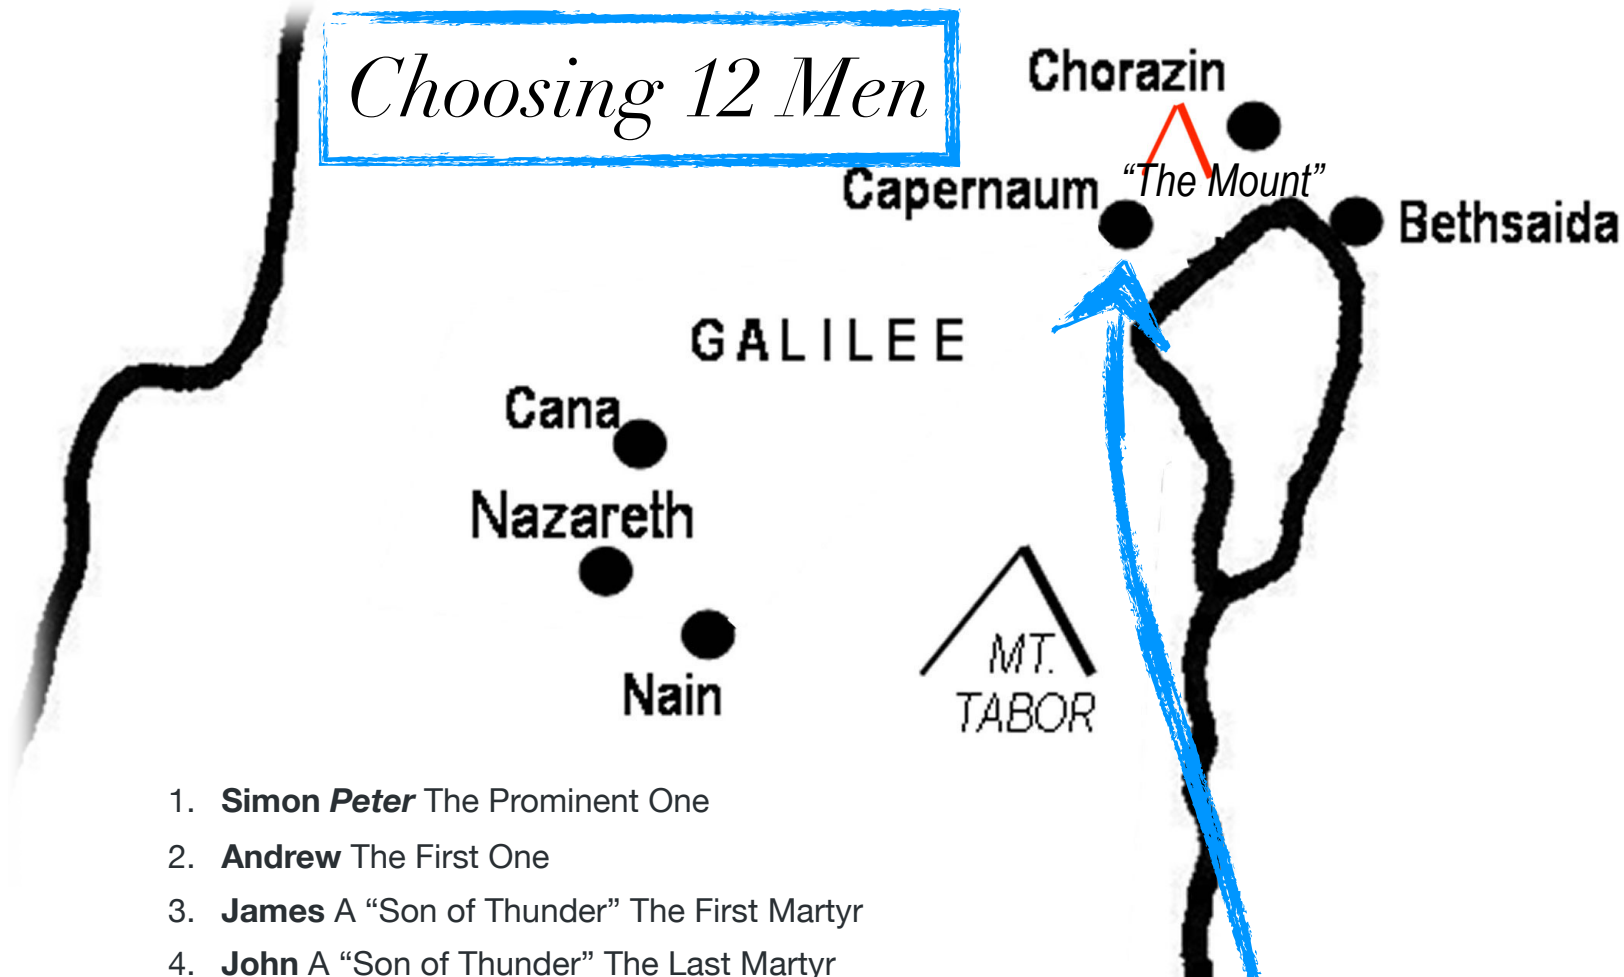 Choosing 12 Men
Chorazin
“The Mount”
Capernaum
Bethsaida
GALILEE
Cana
Nazareth
Nain
MT.
TABOR
1. Simon Peter The Prominent One
2. Andrew The First One
3. James A “Son of Thunder” The First Martyr
4. John A “Son of Thunder” The Last Martyr